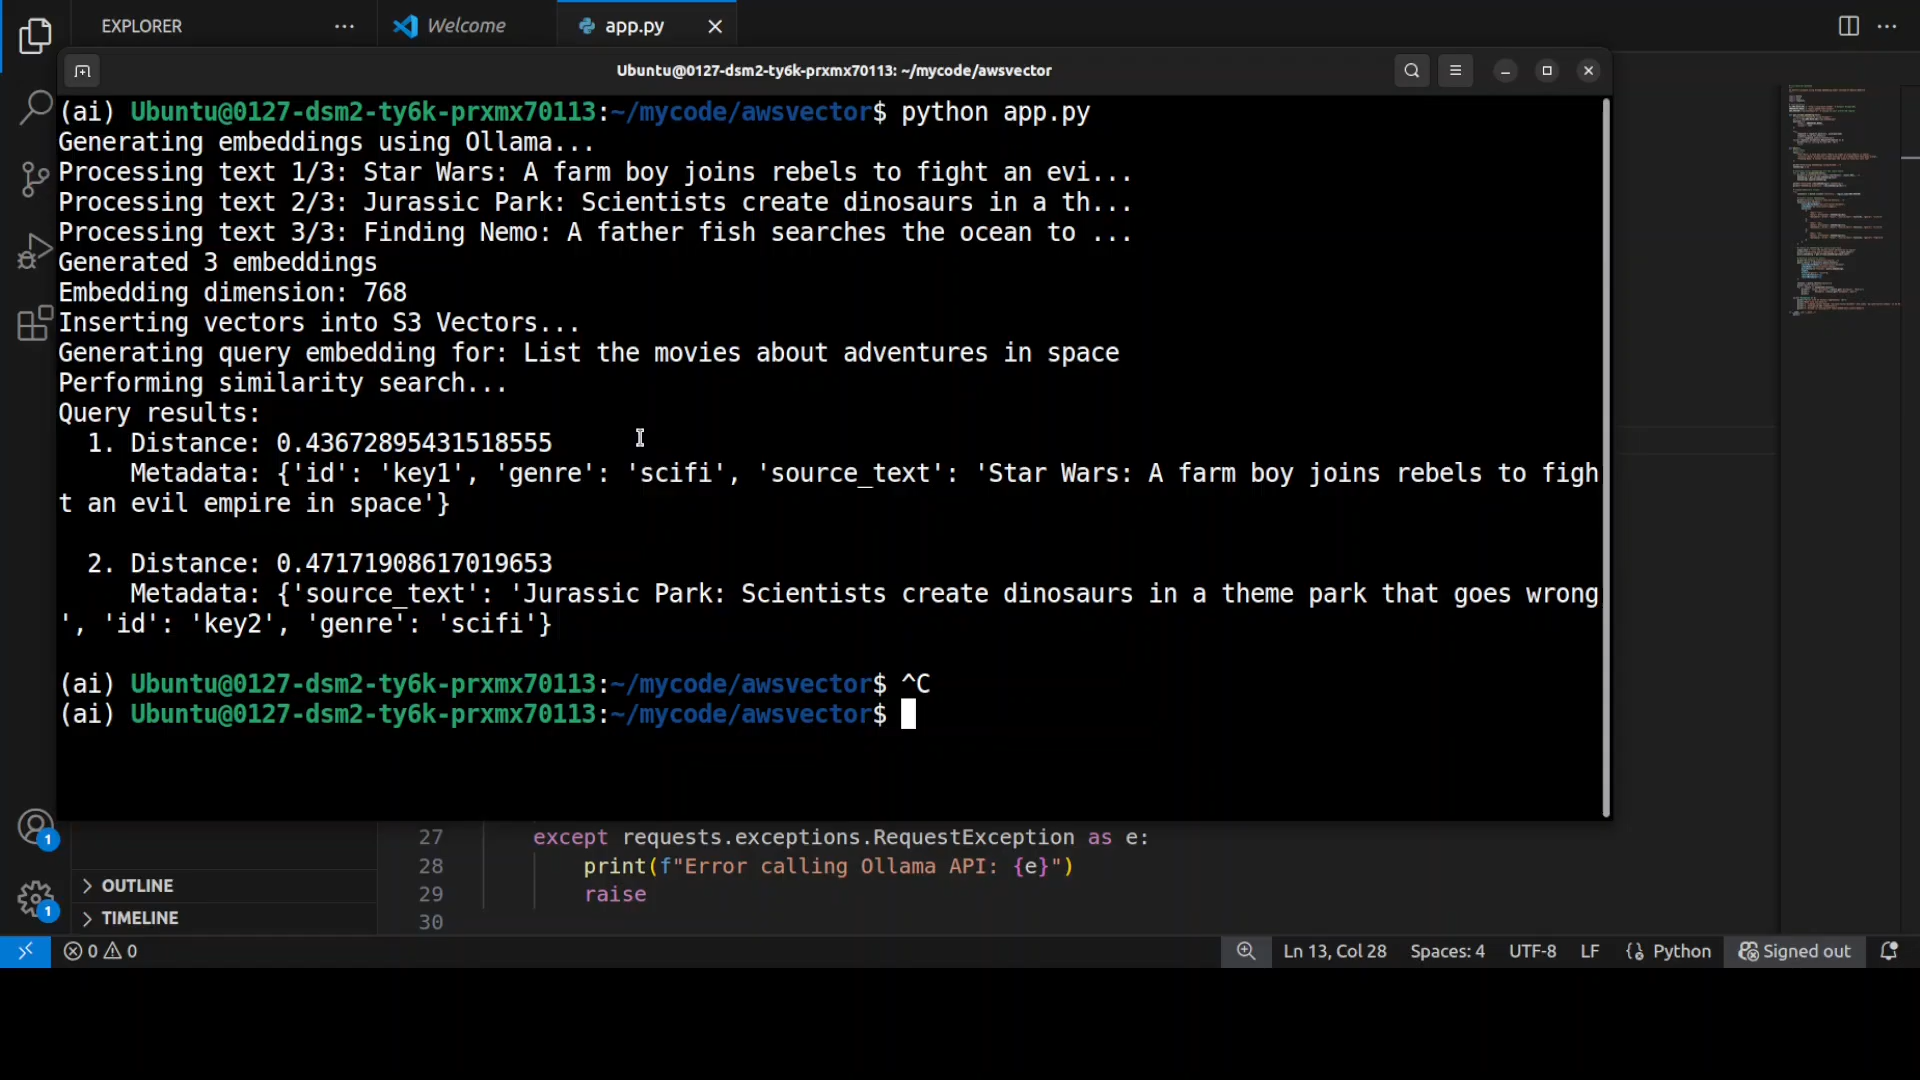 EXPLORER
Welcome
app.py
Ubuntu@0127-dsm2-ty6k-prxmx70113: ~/mycode/awsvector
(ai) Ubuntu@0127-dsm2-ty6k-prxmx70113:~/mycode/awsvector$ python app.py
Generating embeddings using Ollama...
Processing text 1/3: Star Wars: A farm boy joins rebels to fight an evi...
Processing text 2/3: Jurassic Park: Scientists create dinosaurs in a th...
Processing text 3/3: Finding Nemo: A father fish searches the ocean to ...
Generated 3 embeddings
Embedding dimension: 768
Inserting vectors into S3 Vectors...
Generating query embedding for: List the movies about adventures in space
Performing similarity search...
Query results:
1. Distance: 0.43672895431518555
Metadata: {'id': 'key1', 'genre': 'scifi', 'source_text': 'Star Wars: A farm boy joins rebels to figh
t an evil empire in space'}
2. Distance: 0.47171908617019653
Metadata: {'source_text': 'Jurassic Park: Scientists create dinosaurs in a theme park that goes wrong
', 'id': 'key2', 'genre': 'scifi'}
(ai) Ubuntu@0127-dsm2-ty6k-prxmx70113:~/mycode/awsvector$ ^C
(ai) Ubuntu@0127-dsm2-ty6k-prxmx70113:~/mycode/awsvector$
27 except requests.exceptions.RequestException as e:
28 print(f"Error calling Ollama API: {e}")
29 raise
30
1
1
OUTLINE
TIMELINE
0 0
Ln 13, Col 28 Spaces: 4 UTF-8 LF {} Python Signed out